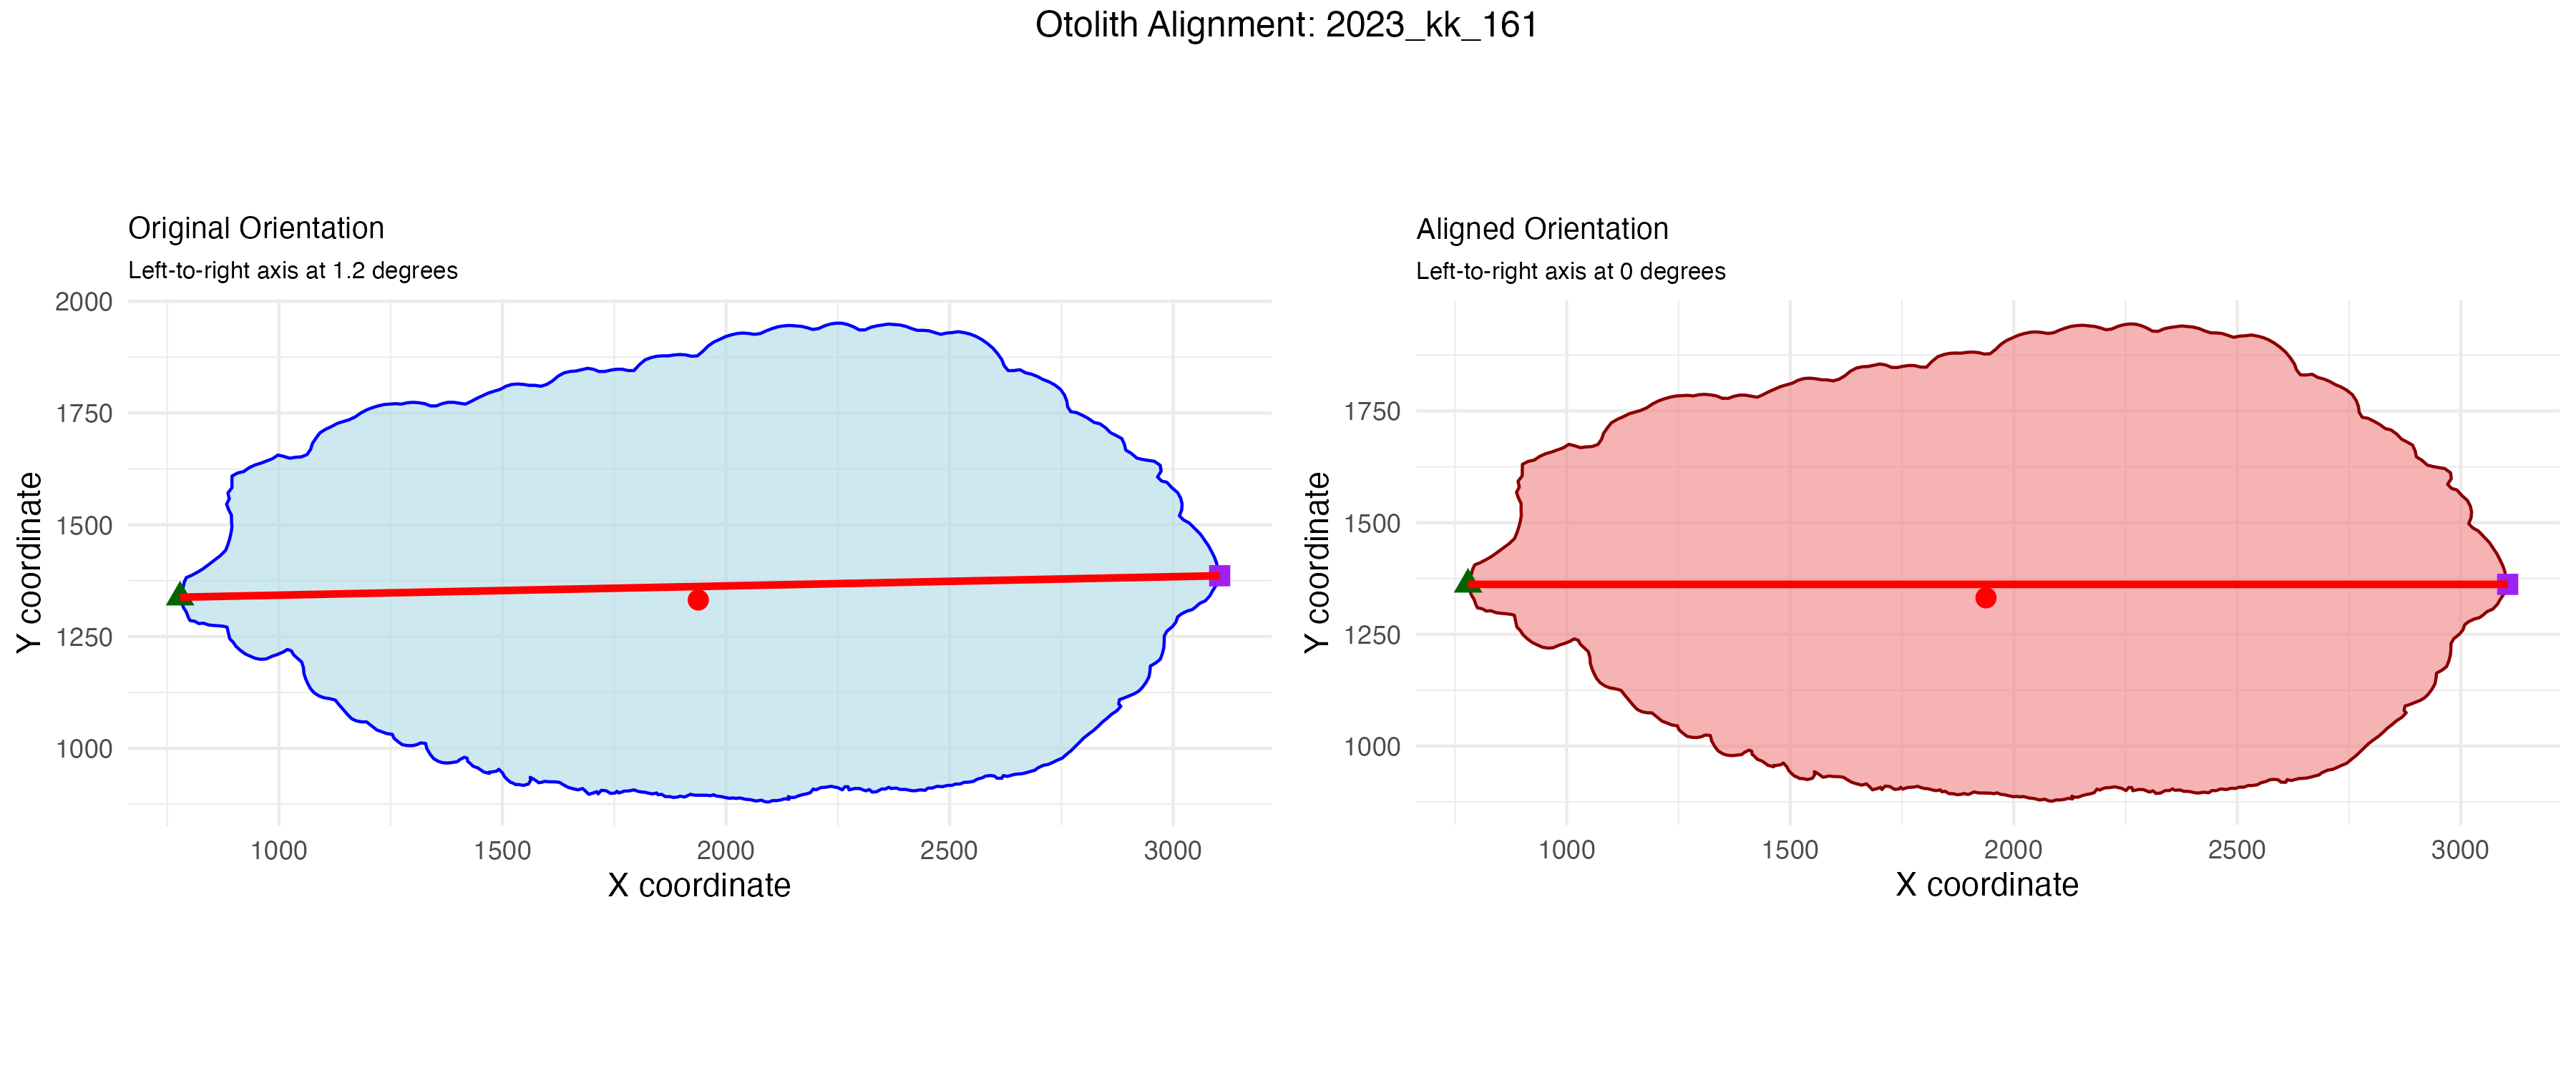 Otolith Alignment: 2023_kk_161
Original Orientation
Left-to-right axis at 1.2 degrees
2000
1750
1500
1250
1000
Y coordinate
1000 1500 2000 2500 3000
X coordinate
Aligned Orientation
Left-to-right axis at 0 degrees
1750
1500
1250
1000
Y coordinate
1000 1500 2000 2500 3000
X coordinate